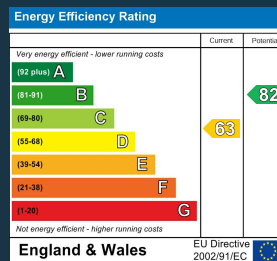 Energy Efficiency Rating
Current
Potentia
Very energy efficient - lower running costs
(92 plus) A
(81-91) B
82
(69-80) C
63
(55-68) D
(39-54) E
(21-38) F
(1-20) G
Not energy efficient - higher running costs
England & Wales
EU Directive
2002/91/EC